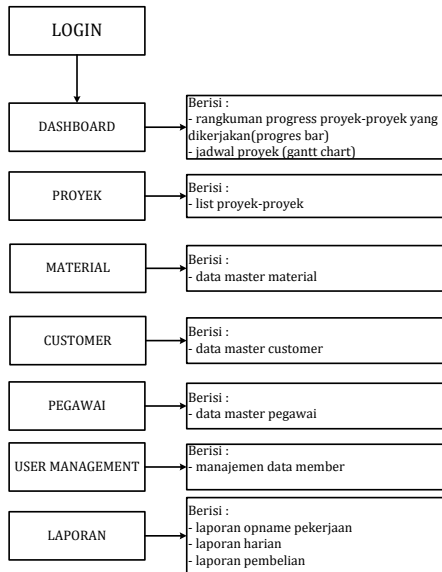 LOGIN
DASHBOARD
Berisi :
- rangkuman progress proyek-proyek yang
dikerjakan(progres bar)
- jadwal proyek (gantt chart)
PROYEK
Berisi :
- list proyek-proyek
MATERIAL
Berisi :
- data master material
CUSTOMER
Berisi :
- data master customer
PEGAWAI
Berisi :
- data master pegawai
USER MANAGEMENT
Berisi :
- manajemen data member
LAPORAN
Berisi :
- laporan opname pekerjaan
- laporan harian
- laporan pembelian